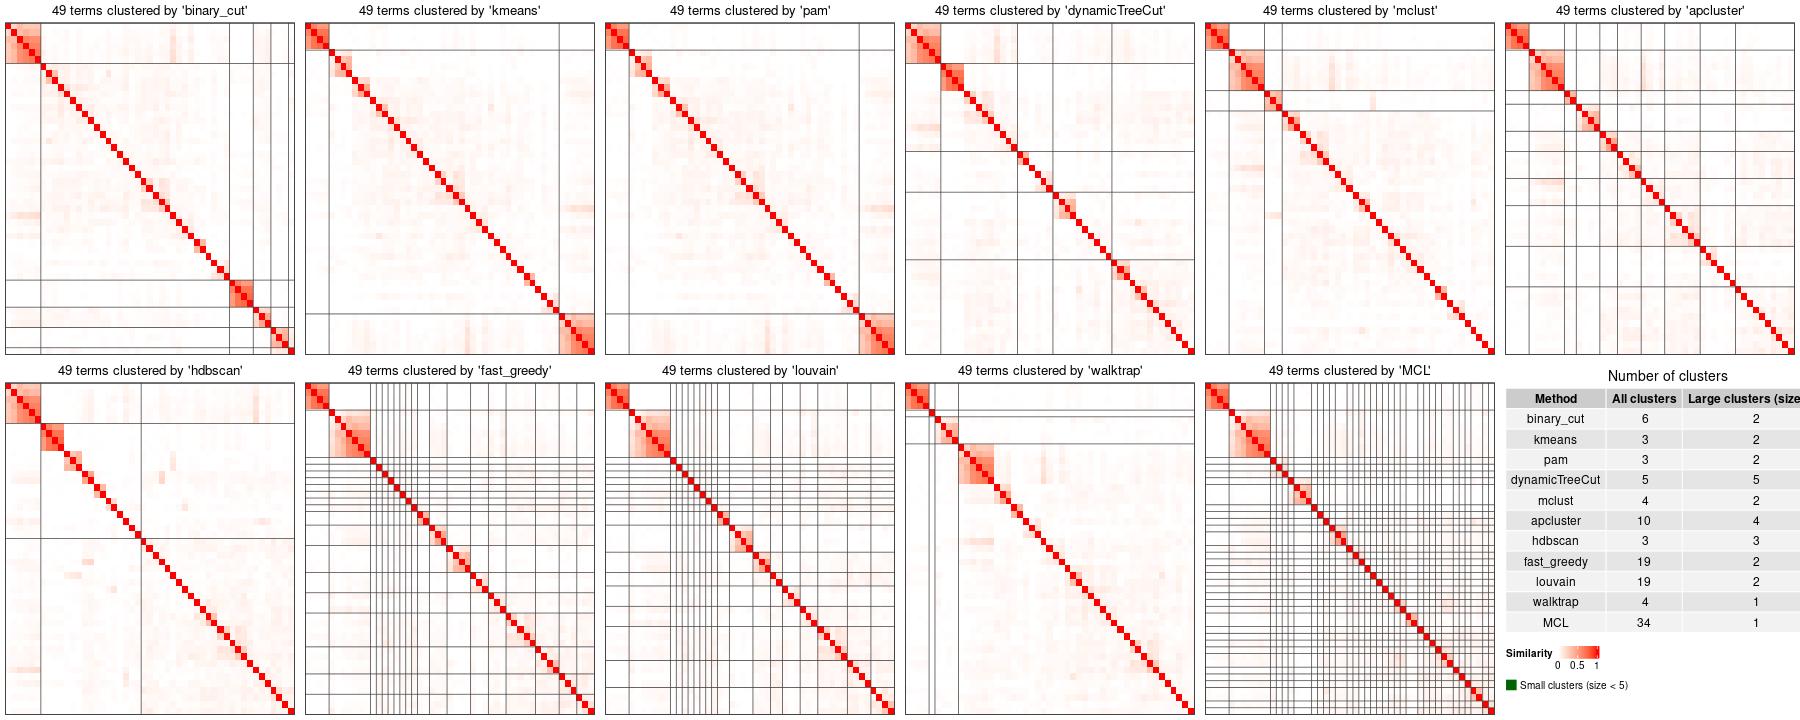 49 terms clustered by 'binary_cut'
49 terms clustered by 'kmeans'
49 terms clustered by 'pam'
49 terms clustered by 'dynamicTreeCut'
49 terms clustered by 'mclust'
49 terms clustered by 'apcluster'
49 terms clustered by 'hdbscan'
49 terms clustered by 'fast_greedy'
49 terms clustered by 'louvain'
49 terms clustered by 'walktrap'
49 terms clustered by 'MCL'
Number of clusters
Method All clusters Large clusters (size
binary_cut 6 2
kmeans 3 2
pam 3 2
dynamicTreeCut 5 5
mclust 4 2
apcluster 10 4
hdbscan 3 3
fast_greedy 19 2
louvain 19 2
walktrap 4 1
MCL 34 1
Similarity
0 0.5 1
Small clusters (size < 5)